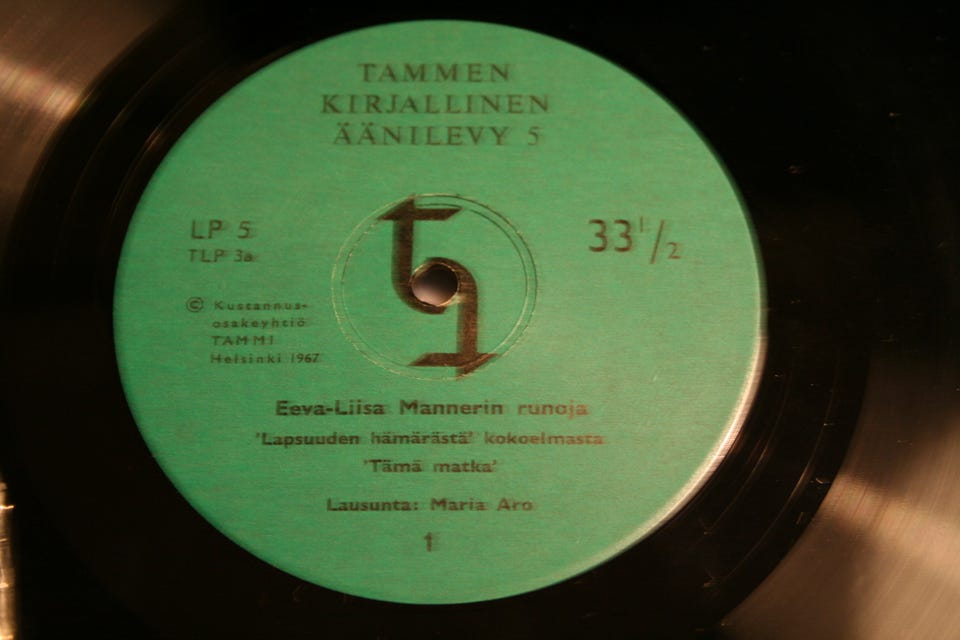 TAMMEN
KIRJALLINEN
ÄÄNILEVY 5
LP 5
TLP 3a
33 1/2
© Kustannus-
osakeyhtiö
TAMMI
Helsinki 1967
Eeva-Liisa Mannerin runoja
'Lapsuuden hämärästä' kokoelmasta
'Tämä matka'
Lausunta: Maria Aro
1